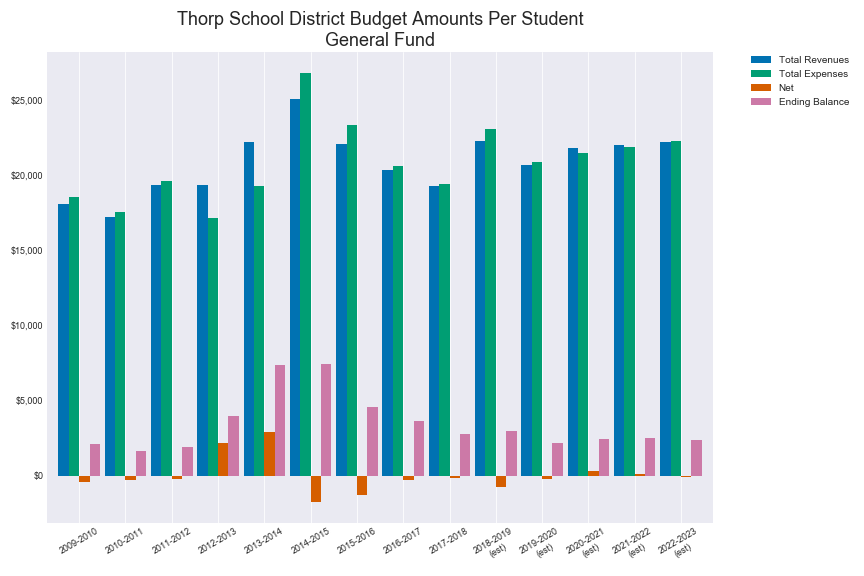 Thorp School District Budget Amounts Per Student
General Fund
Total Revenues
Total Expenses
Net
Ending Balance
$25,000
$20,000
$15,000
$10,000
$5,000
$0
2009-2010
2010-2011
2011-2012
2012-2013
2013-2014
2014-2015
2015-2016
2016-2017
2017-2018
2018-2019
(est)
2019-2020
(est)
2020-2021
(est)
2021-2022
(est)
2022-2023
(est)